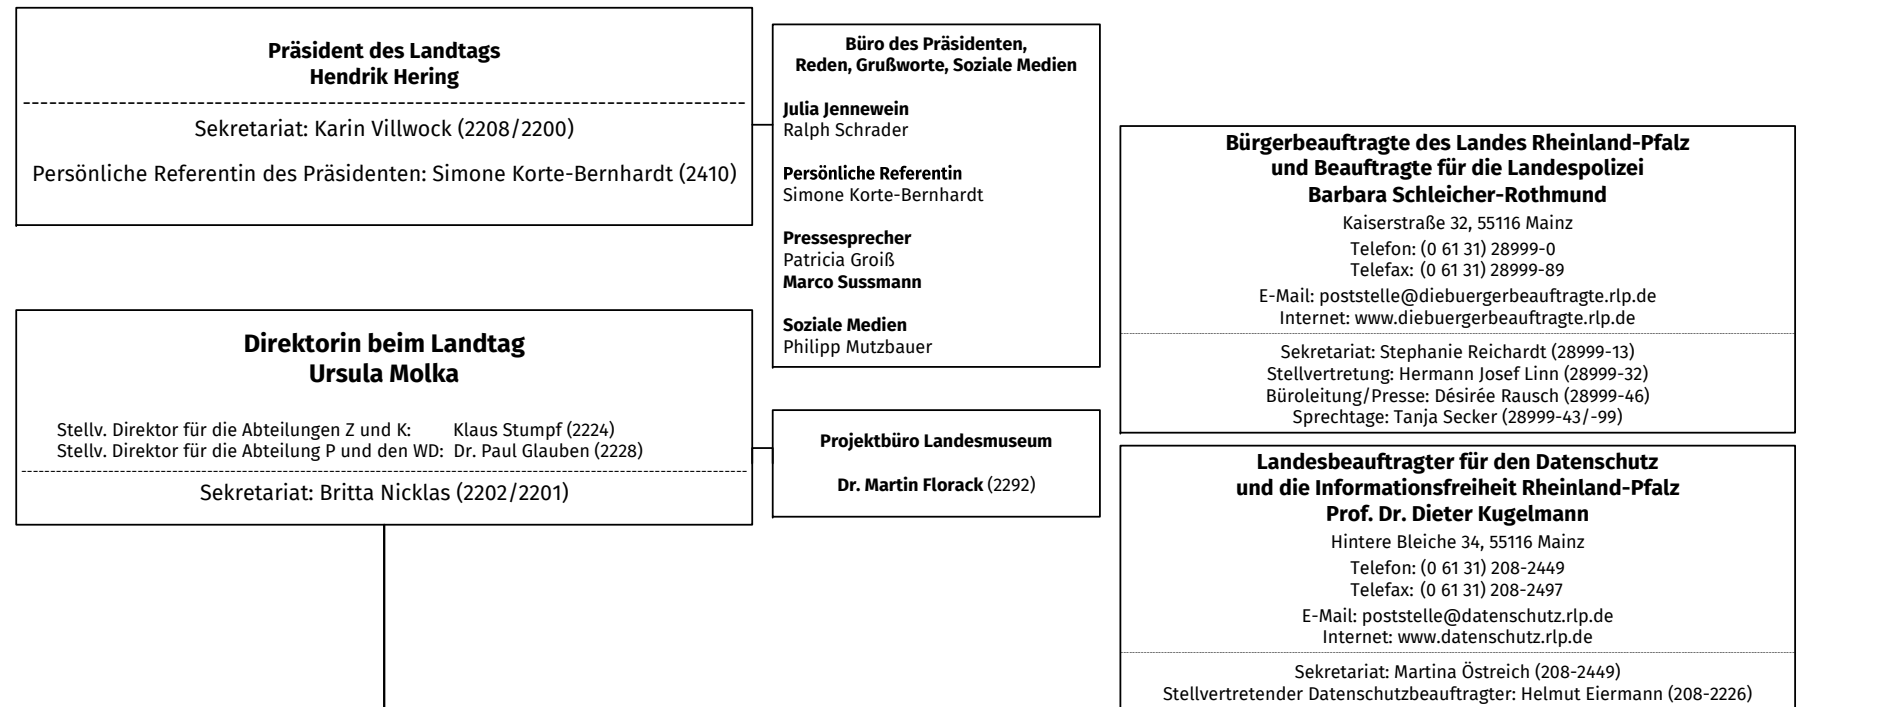 Präsident des Landtags
Hendrik Hering
Sekretariat: Karin Villwock (2208/2200)
Persönliche Referentin des Präsidenten: Simone Korte-Bernhardt (2410)
Büro des Präsidenten,
Reden, Grußworte, Soziale Medien
Julia Jennewein
Ralph Schrader
Persönliche Referentin
Simone Korte-Bernhardt
Pressesprecher
Patricia Groiß
Marco Sussmann
Soziale Medien
Philipp Mutzbauer
Direktorin beim Landtag
Ursula Molka
Stellv. Direktor für die Abteilungen Z und K: Klaus Stumpf (2224)
Stellv. Direktor für die Abteilung P und den WD: Dr. Paul Glauben (2228)
Sekretariat: Britta Nicklas (2202/2201)
Projektbüro Landesmuseum
Dr. Martin Florack (2292)
Bürgerbeauftragte des Landes Rheinland-Pfalz
und Beauftragte für die Landespolizei
Barbara Schleicher-Rothmund
Kaiserstraße 32, 55116 Mainz
Telefon: (0 61 31) 28999-0
Telefax: (0 61 31) 28999-89
E-Mail: poststelle@diebuergerbeauftragte.rlp.de
Internet: www.diebuergerbeauftragte.rlp.de
Sekretariat: Stephanie Reichardt (28999-13)
Stellvertretung: Hermann Josef Linn (28999-32)
Büroleitung/Presse: Désirée Rausch (28999-46)
Sprechtage: Tanja Secker (28999-43/-99)
Landesbeauftragter für den Datenschutz
und die Informationsfreiheit Rheinland-Pfalz
Prof. Dr. Dieter Kugelmann
Hintere Bleiche 34, 55116 Mainz
Telefon: (0 61 31) 208-2449
Telefax: (0 61 31) 208-2497
E-Mail: poststelle@datenschutz.rlp.de
Internet: www.datenschutz.rlp.de
Sekretariat: Martina Östreich (208-2449)
Stellvertretender Datenschutzbeauftragter: Helmut Eiermann (208-2226)